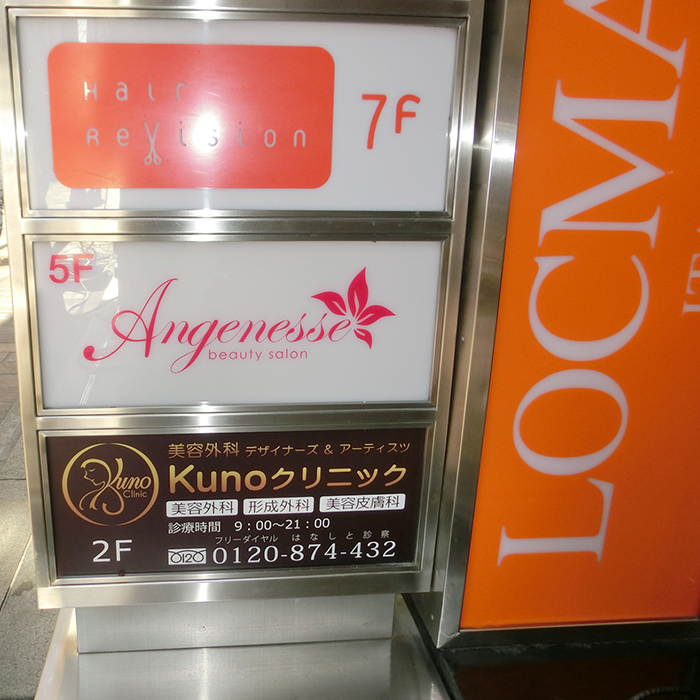 Hair
ReVision
7F
5F
Angenesse
beauty salon
Kuno
Clinic
美容外科 デザイナーズ & アーティスツ
Kunoクリニック
美容外科 形成外科 美容皮膚科
診療時間 9:00~21:00
フリーダイヤル はなしと診察
0120-874-432
2F
LOCMA
ITA